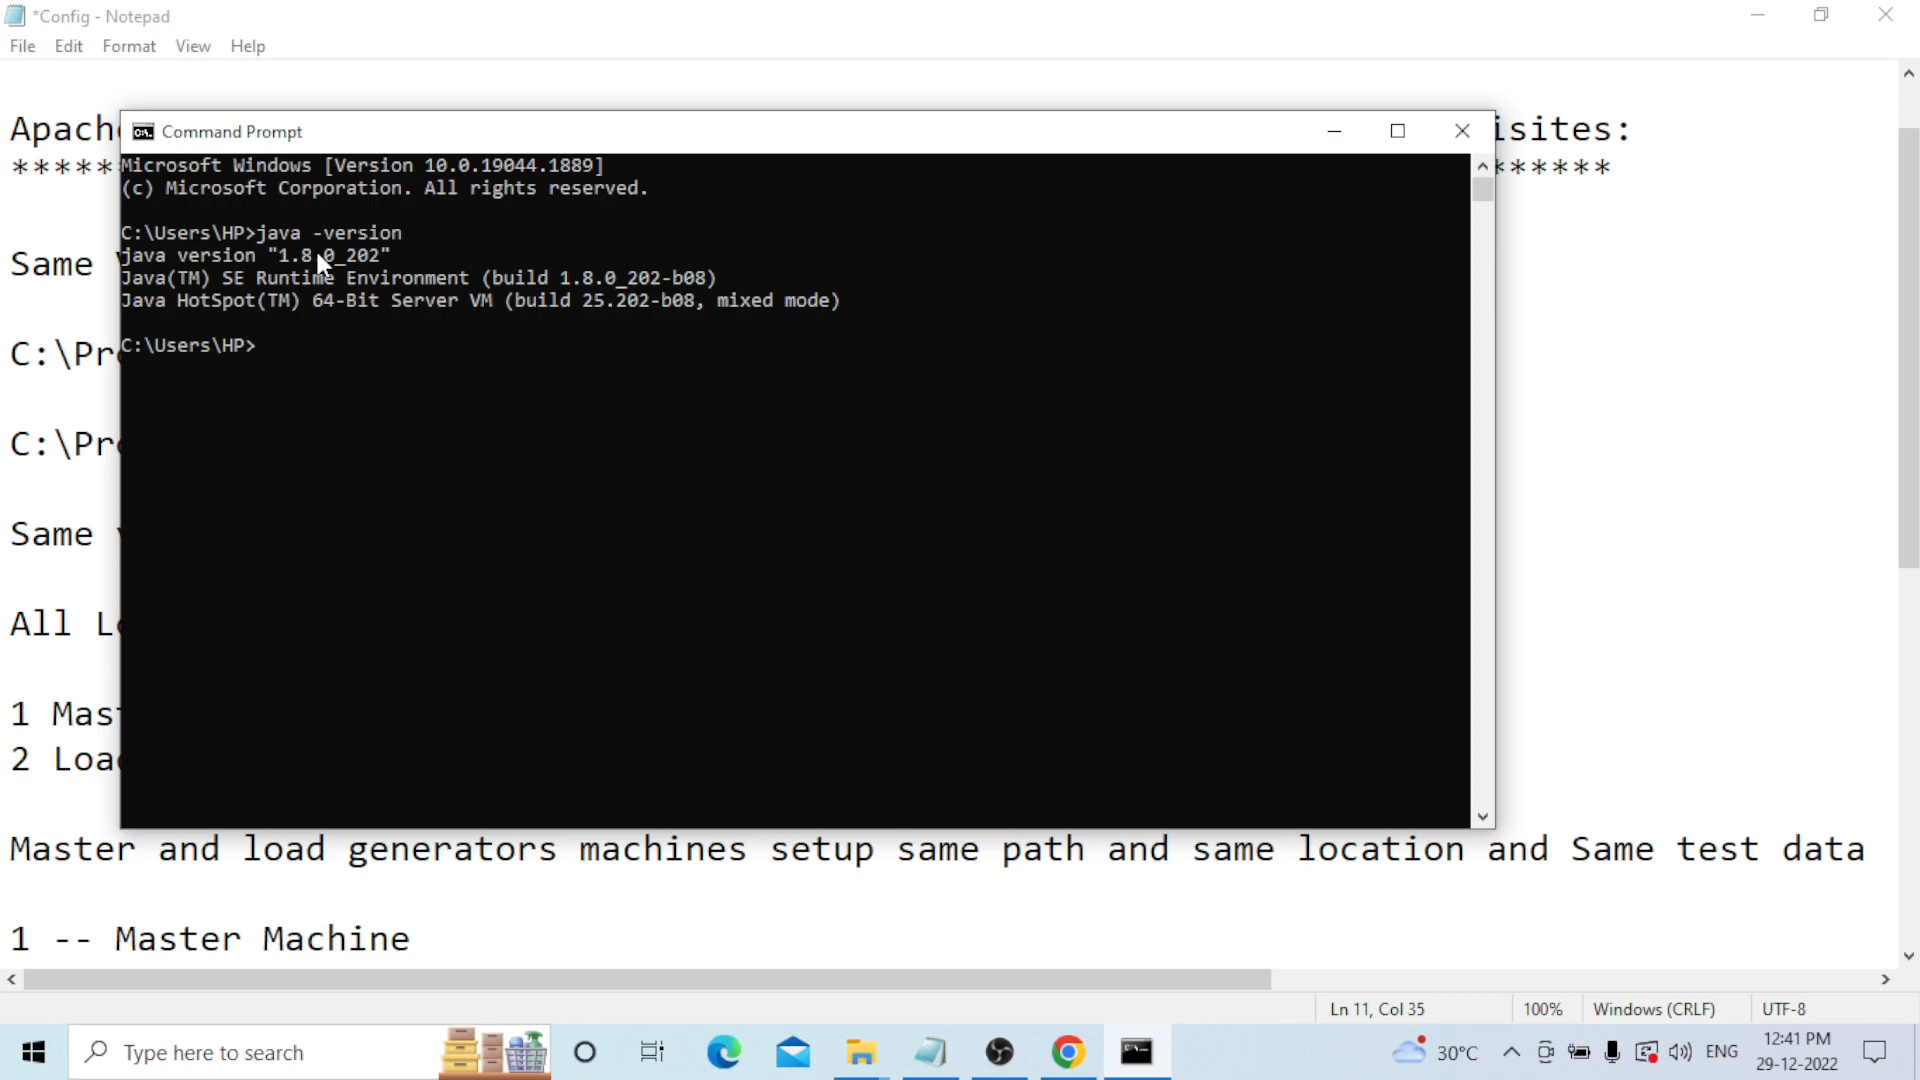 *Config - Notepad
File Edit Format View Help
isites:
*****
******
Command Prompt
Microsoft Windows [Version 10.0.19044.1889]
(c) Microsoft Corporation. All rights reserved.
C:\Users\HP>java -version
java version "1.8.0_202"
Java(TM) SE Runtime Environment (build 1.8.0_202-b08)
Java HotSpot(TM) 64-Bit Server VM (build 25.202-b08, mixed mode)
C:\Users\HP>
Same
C:\Pr
C:\Pr
Same
All L
1 Mas
2 Loa
Master and load generators machines setup same path and same location and Same test data
1 -- Master Machine
Ln 11, Col 35 100% Windows (CRLF) UTF-8
Type here to search
30°C ENG 12:41 PM
29-12-2022